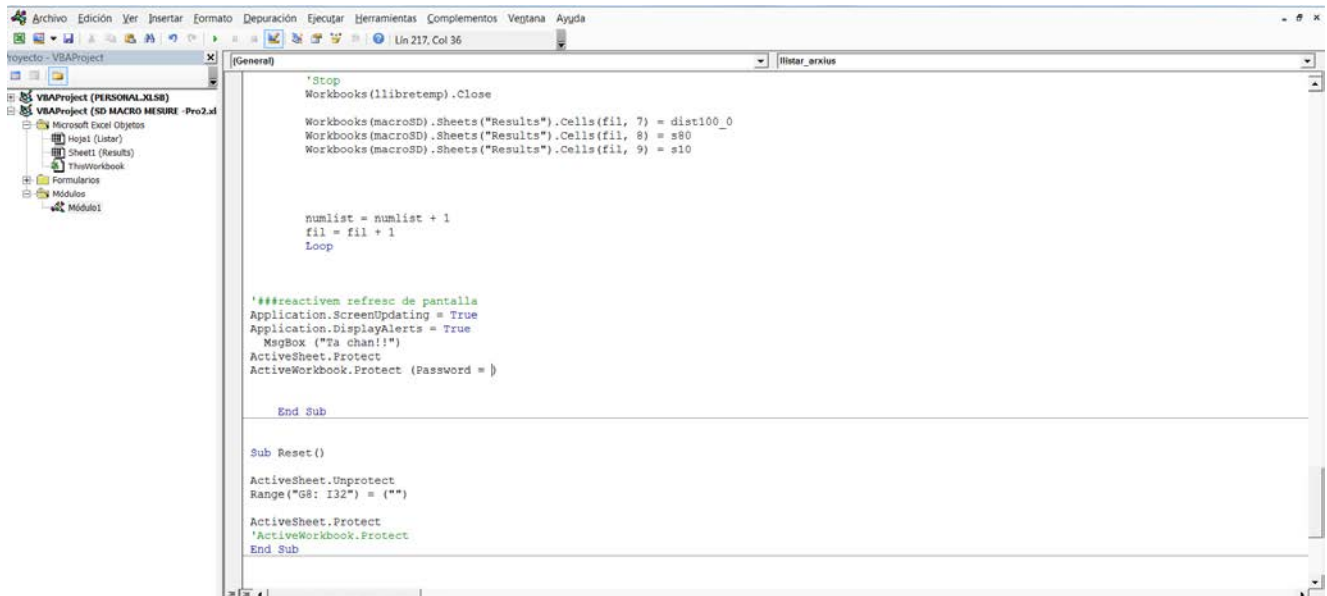 Archivo Edición Ver Insertar Formato Depuración Ejecutar Herramientas Complementos Ventana Ayuda
Lín 217, Col 36
royecto - VBAProject
(General)
llistar_arxius
VBAProject (PERSONAL.XLSB)
VBAProject (SD MACRO MESURE -Pro2.xl
Microsoft Excel Objetos
Hoja1 (Listar)
Sheet1 (Results)
ThisWorkbook
Formularios
Módulos
Módulo1
'Stop
Workbooks(llibretemp).Close
Workbooks(macroSD).Sheets("Results").Cells(fil, 7) = dist100_0
Workbooks(macroSD).Sheets("Results").Cells(fil, 8) = s80
Workbooks(macroSD).Sheets("Results").Cells(fil, 9) = s10
numlist = numlist + 1
fil = fil + 1
Loop
'###reactivem refresc de pantalla
Application.ScreenUpdating = True
Application.DisplayAlerts = True
MsgBox ("Ta chan!!")
ActiveSheet.Protect
ActiveWorkbook.Protect (Password = )
End Sub
Sub Reset()
ActiveSheet.Unprotect
Range("G8: I32") = ("")
ActiveSheet.Protect
'ActiveWorkbook.Protect
End Sub